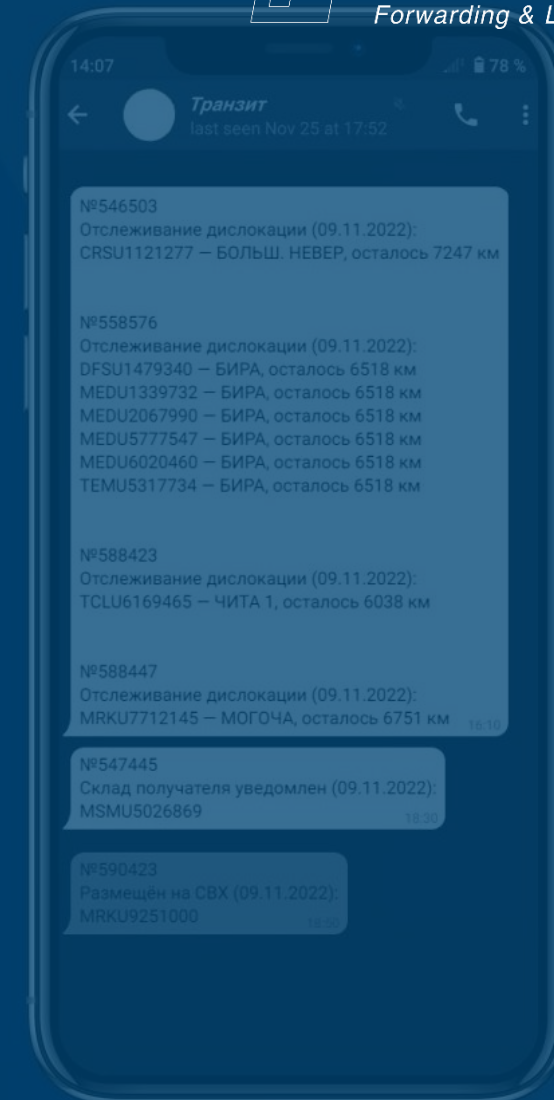 Forwarding & L
14:07
78 %
Транзит
last seen Nov 25 at 17:52
№546503
Отслеживание дислокации (09.11.2022):
CRSU1121277 — БОЛЬШ. НЕВЕР, осталось 7247 км
№558576
Отслеживание дислокации (09.11.2022):
DFSU1479340 — БИРА, осталось 6518 км
MEDU1339732 — БИРА, осталось 6518 км
MEDU2067990 — БИРА, осталось 6518 км
MEDU5777547 — БИРА, осталось 6518 км
MEDU6020460 — БИРА, осталось 6518 км
TEMU5317734 — БИРА, осталось 6518 км
№588423
Отслеживание дислокации (09.11.2022):
TCLU6169465 — ЧИТА 1, осталось 6038 км
№588447
Отслеживание дислокации (09.11.2022):
MRKU7712145 — МОГОЧА, осталось 6751 км
16:10
№547445
Склад получателя уведомлен (09.11.2022):
MSMU5026869
18:30
№590423
Размещён на СВХ (09.11.2022):
MRKU9251000